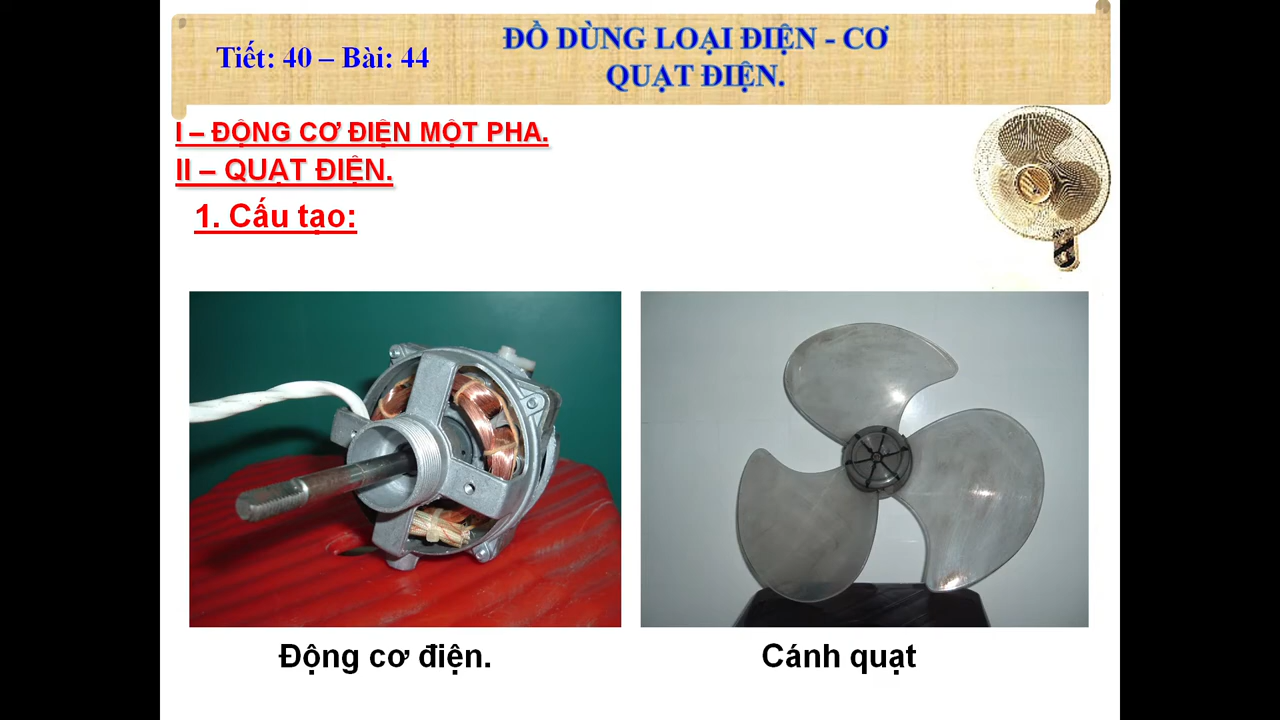 Tiết: 40 – Bài: 44
ĐỒ DÙNG LOẠI ĐIỆN - CƠ
QUẠT ĐIỆN.
I – ĐỘNG CƠ ĐIỆN MỘT PHA.
II – QUẠT ĐIỆN.
1. Cấu tạo:
Động cơ điện.
Cánh quạt